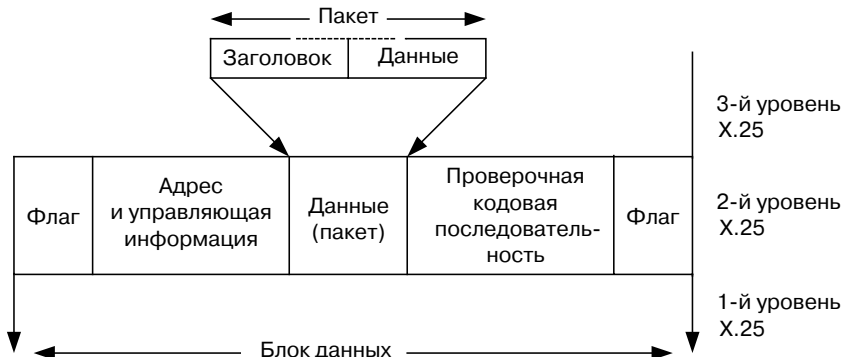 Пакет
Заголовок
Данные
3-й уровень
X.25
Флаг
Адрес
и управляющая
информация
Данные
(пакет)
Проверочная
кодовая
последователь-
ность
Флаг
2-й уровень
X.25
1-й уровень
X.25
Блок данных